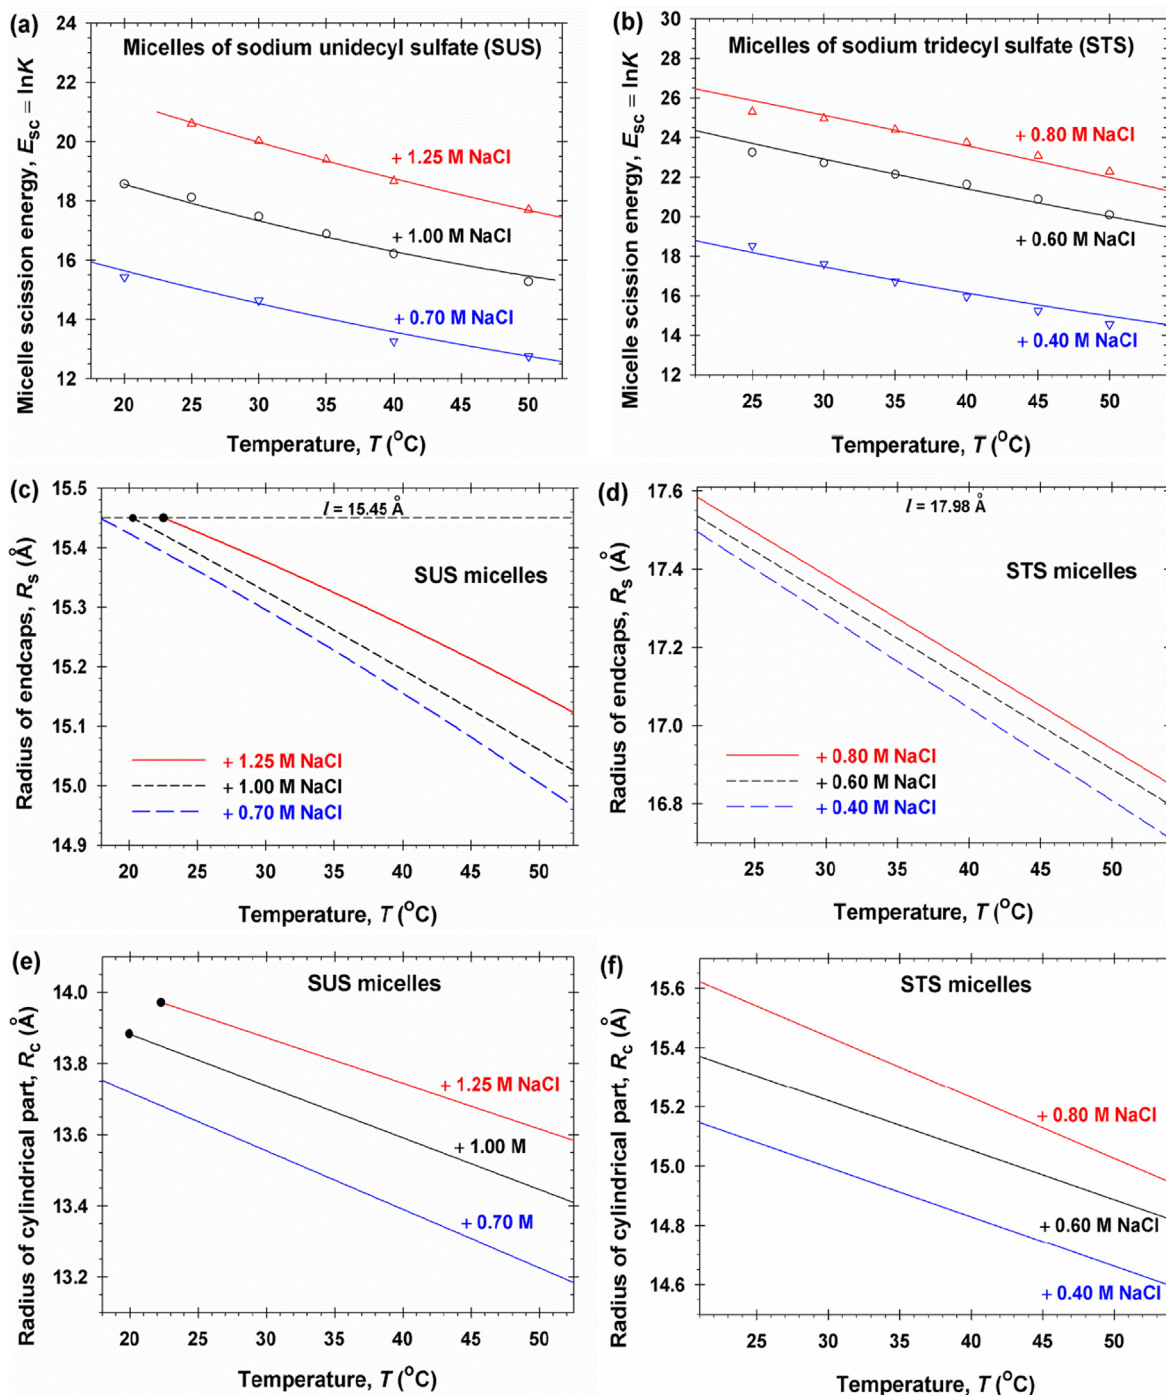 (a)
Micelles of sodium unidecyl sulfate (SUS)
Micelle scission energy, Esc = lnK
24
22
20
18
16
14
12
+ 1.25 M NaCl
+ 1.00 M NaCl
+ 0.70 M NaCl
20 25 30 35 40 45 50
Temperature, T (°C)
(b)
Micelles of sodium tridecyl sulfate (STS)
Micelle scission energy, Esc = lnK
30
28
26
24
22
20
18
16
14
12
+ 0.80 M NaCl
+ 0.60 M NaCl
+ 0.40 M NaCl
25 30 35 40 45 50
Temperature, T (°C)
(c)
Radius of endcaps, Rs (Å)
15.5
15.4
15.3
15.2
15.1
15.0
14.9
l = 15.45 Å
SUS micelles
+ 1.25 M NaCl
+ 1.00 M NaCl
+ 0.70 M NaCl
20 25 30 35 40 45 50
Temperature, T (°C)
(d)
Radius of endcaps, Rs (Å)
17.6
17.4
17.2
17.0
16.8
l = 17.98 Å
STS micelles
+ 0.80 M NaCl
+ 0.60 M NaCl
+ 0.40 M NaCl
25 30 35 40 45 50
Temperature, T (°C)
(e)
Radius of cylindrical part, Rc (Å)
14.0
13.8
13.6
13.4
13.2
SUS micelles
+ 1.25 M NaCl
+ 1.00 M
+ 0.70 M
20 25 30 35 40 45 50
Temperature, T (°C)
(f)
Radius of cylindrical part, Rc (Å)
15.6
15.4
15.2
15.0
14.8
14.6
STS micelles
+ 0.80 M NaCl
+ 0.60 M NaCl
+ 0.40 M NaCl
25 30 35 40 45 50
Temperature, T (°C)